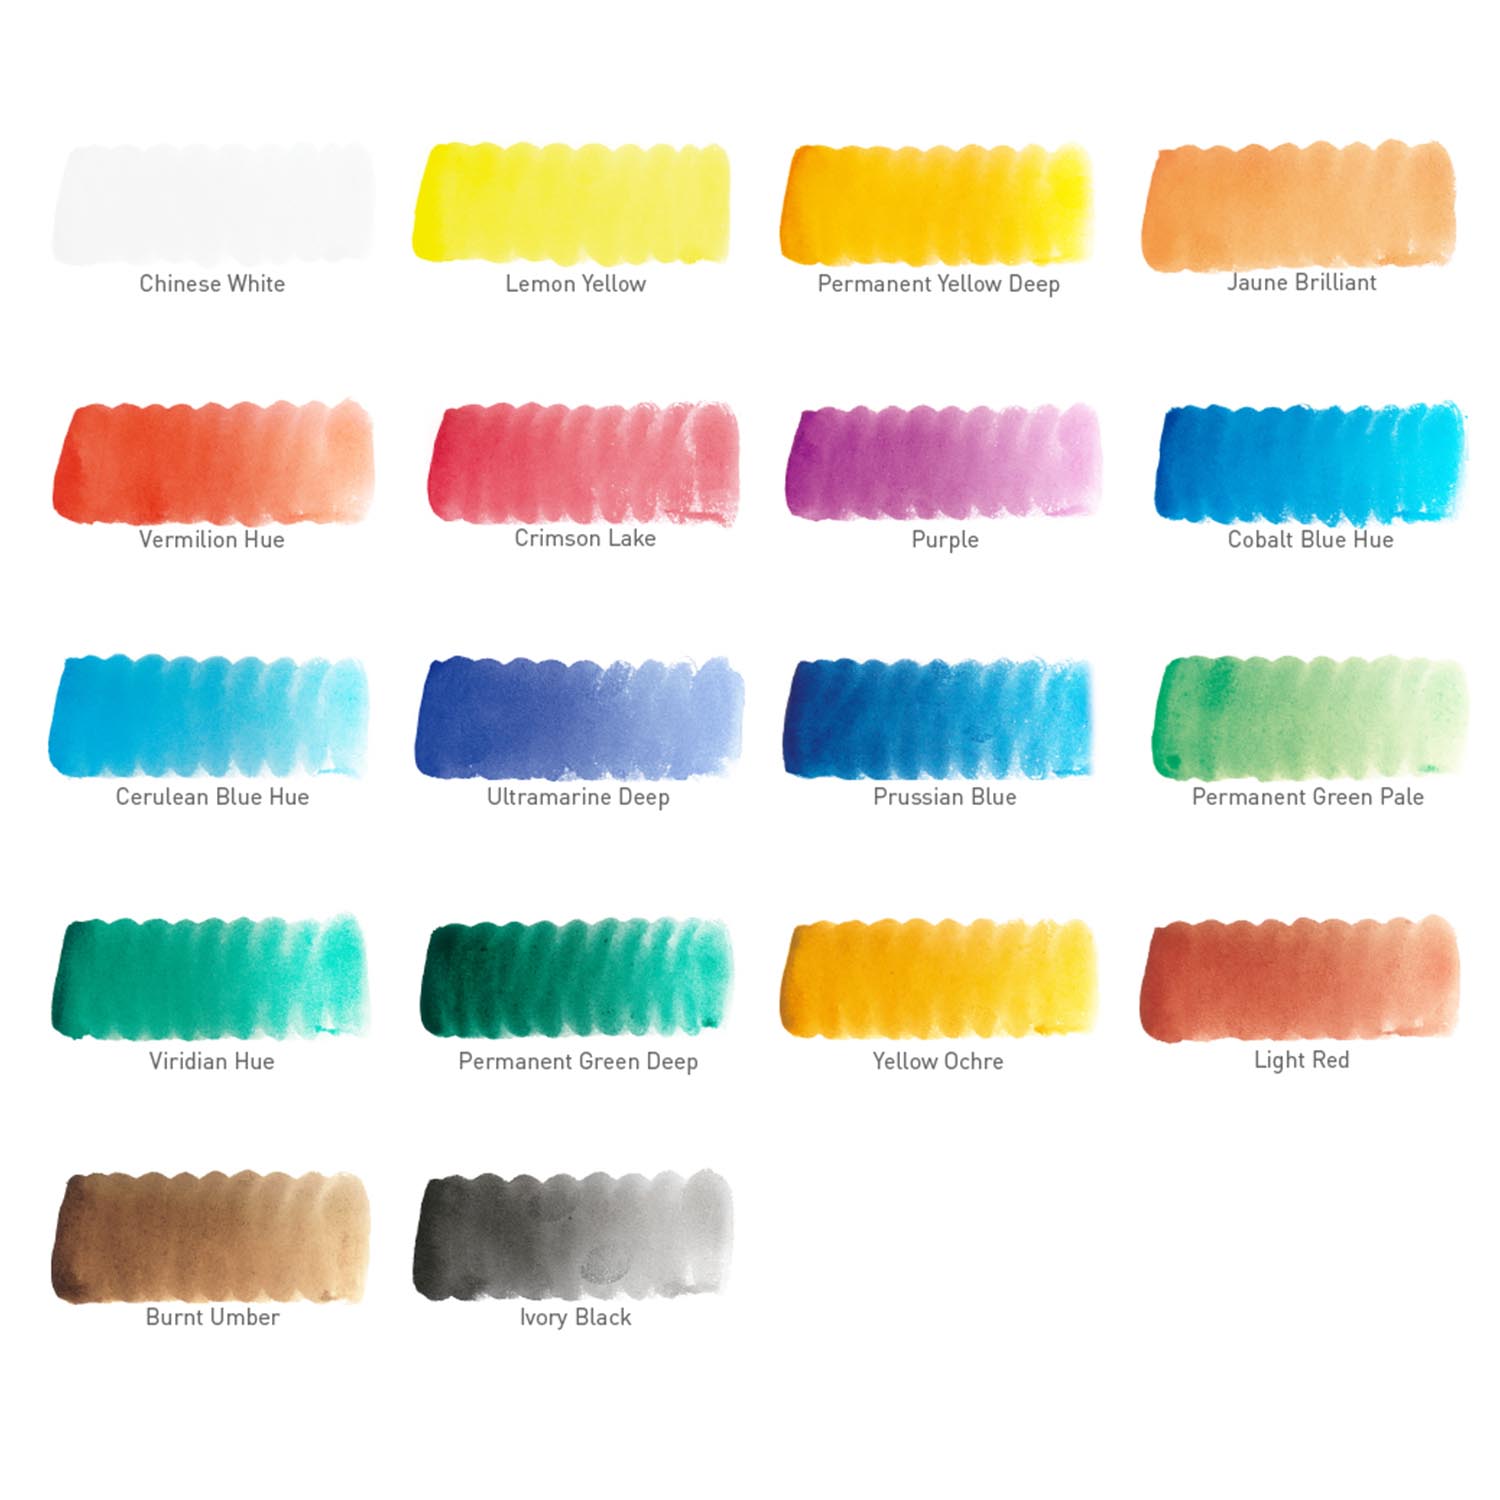 Chinese White
Lemon Yellow
Permanent Yellow Deep
Jaune Brilliant
Vermilion Hue
Crimson Lake
Purple
Cobalt Blue Hue
Cerulean Blue Hue
Ultramarine Deep
Prussian Blue
Permanent Green Pale
Viridian Hue
Permanent Green Deep
Yellow Ochre
Light Red
Burnt Umber
Ivory Black